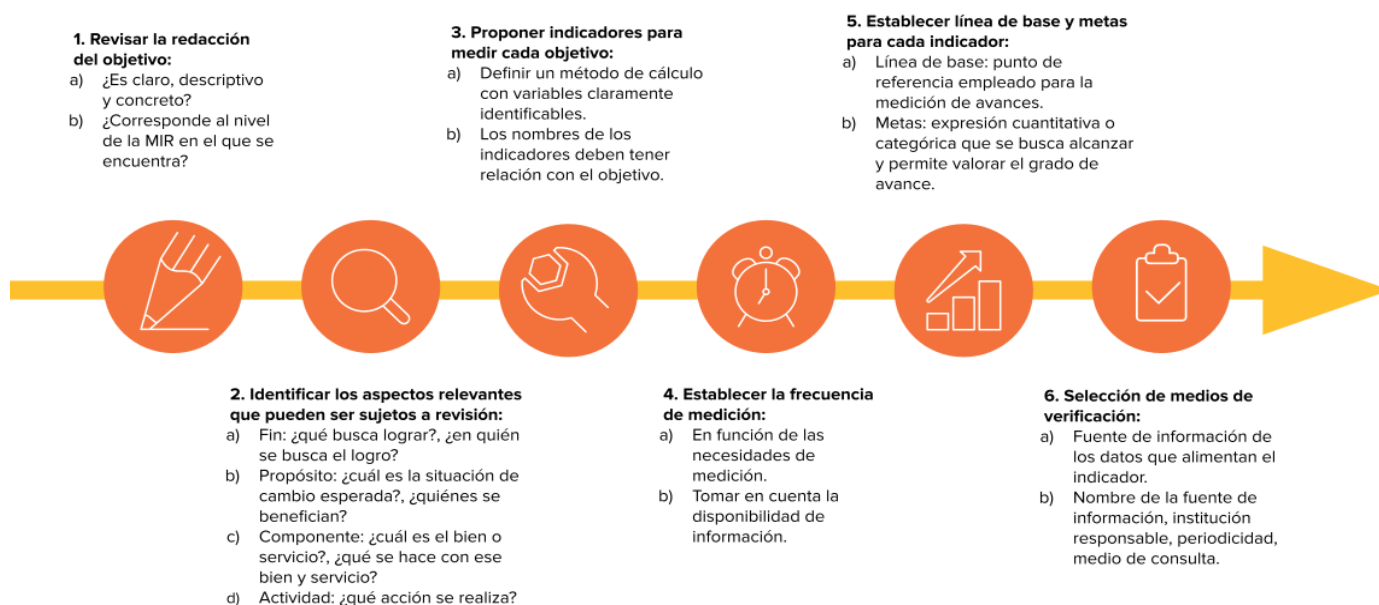 1. Revisar la redacción
del objetivo:
a) ¿Es claro, descriptivo
y concreto?
b) ¿Corresponde al nivel
de la MIR en el que se
encuentra?
2. Identificar los aspectos relevantes
que pueden ser sujetos a revisión:
a) Fin: ¿qué busca lograr?, ¿en quién
se busca el logro?
b) Propósito: ¿cuál es la situación de
cambio esperada?, ¿quiénes se
benefician?
c) Componente: ¿cuál es el bien o
servicio?, ¿qué se hace con ese
bien y servicio?
d) Actividad: ¿qué acción se realiza?
3. Proponer indicadores para
medir cada objetivo:
a) Definir un método de cálculo
con variables claramente
identificables.
b) Los nombres de los
indicadores deben tener
relación con el objetivo.
4. Establecer la frecuencia
de medición:
a) En función de las
necesidades de
medición.
b) Tomar en cuenta la
disponibilidad de
información.
5. Establecer línea de base y metas
para cada indicador:
a) Línea de base: punto de
referencia empleado para la
medición de avances.
b) Metas: expresión cuantitativa o
categórica que se busca alcanzar
y permite valorar el grado de
avance.
6. Selección de medios de
verificación:
a) Fuente de información de
los datos que alimentan el
indicador.
b) Nombre de la fuente de
información, institución
responsable, periodicidad,
medio de consulta.